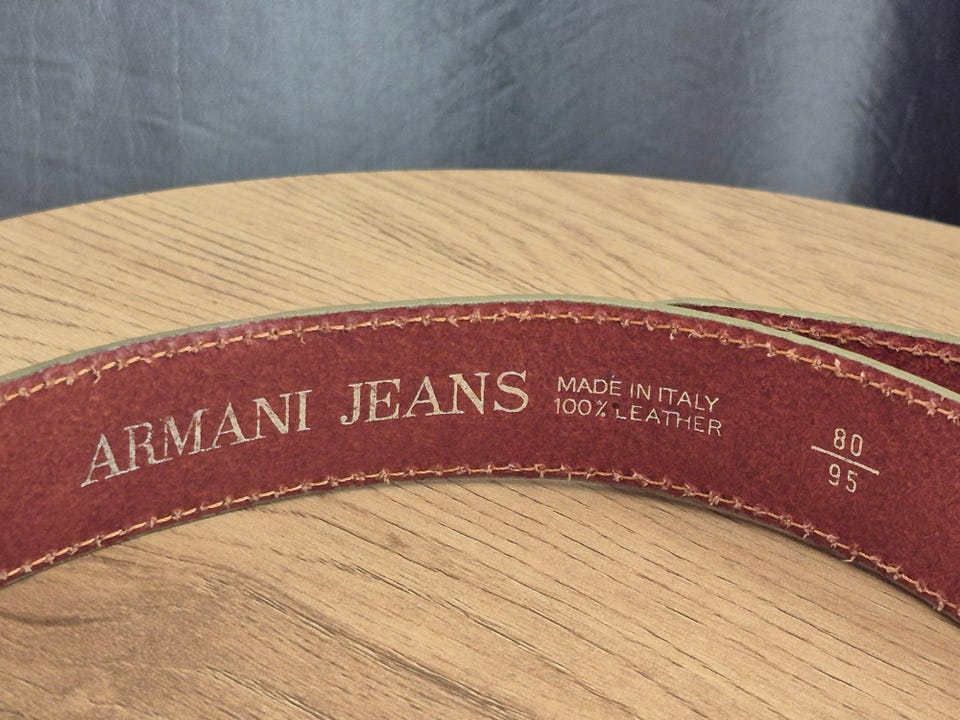 ARMANI JEANS
MADE IN ITALY
100% LEATHER
80
95